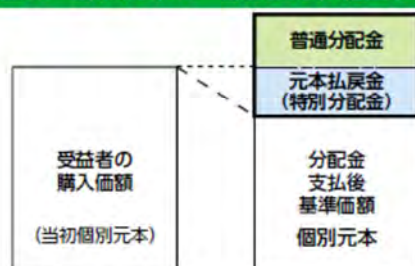 普通分配金
元本払戻金
(特別分配金)
受益者の
購入価額
(当初個別元本)
分配金
支払後
基準価額
個別元本